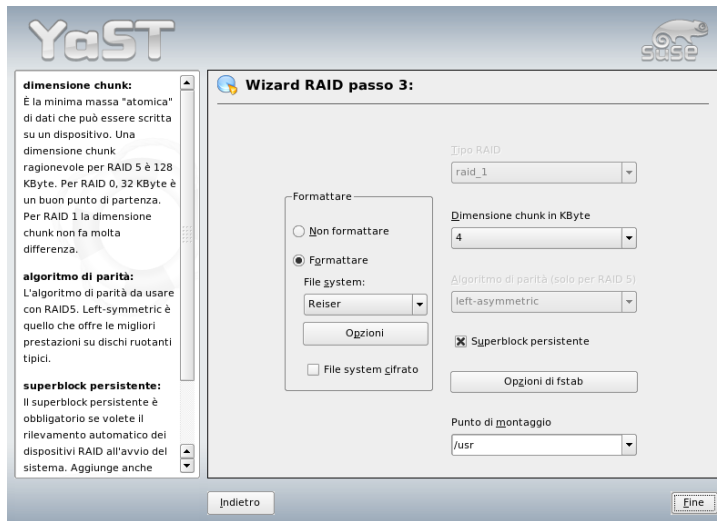 YaST
SUSE
dimensione chunk:
È la minima massa "atomica"
di dati che può essere scritta
su un dispositivo. Una
dimensione chunk
ragionevole per RAID 5 è 128
KByte. Per RAID 0, 32 KByte è
un buon punto di partenza.
Per RAID 1 la dimensione
chunk non fa molta
differenza.
algoritmo di parità:
L'algoritmo di parità da usare
con RAID5. Left-symmetric è
quello che offre le migliori
prestazioni su dischi ruotanti
tipici.
superblock persistente:
Il superblock persistente è
obbligatorio se volete il
rilevamento automatico dei
dispositivi RAID all'avvio del
sistema. Aggiunge anche
Wizard RAID passo 3:
Formattare
Non formattare
Formattare
File system:
Reiser
Opzioni
File system cifrato
Tipo RAID
raid_1
Dimensione chunk in KByte
4
Algoritmo di parità (solo per RAID 5)
left-asymmetric
Superblock persistente
Opzioni di fstab
Punto di montaggio
/usr
Indietro
Fine